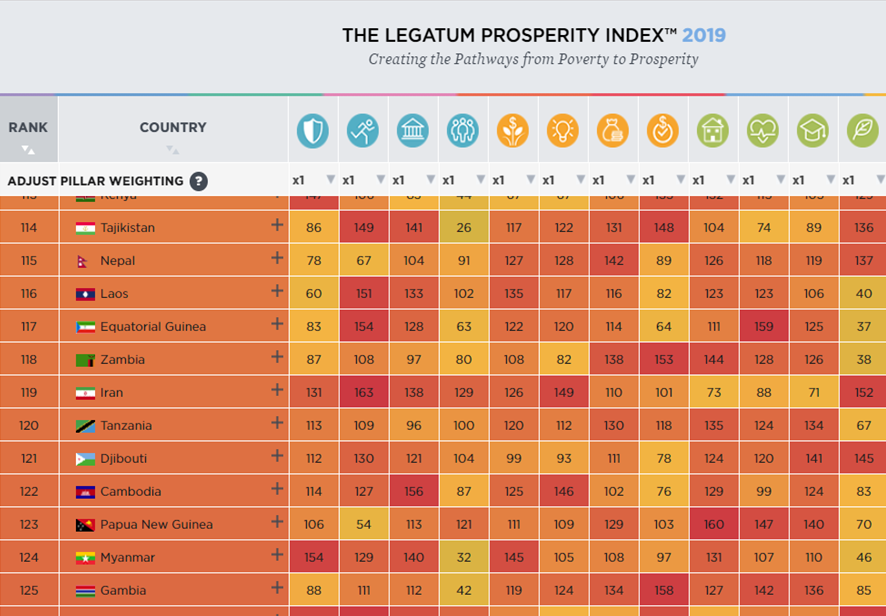 THE LEGATUM PROSPERITY INDEX™ 2019
Creating the Pathways from Poverty to Prosperity
RANK COUNTRY
ADJUST PILLAR WEIGHTING ? x1 x1 x1 x1 x1 x1 x1 x1 x1 x1 x1 x1
114 Tajikistan + 86 149 141 26 117 122 131 148 104 74 89 136
115 Nepal + 78 67 104 91 127 128 142 89 126 118 119 137
116 Laos + 60 151 133 102 135 117 116 82 123 123 106 40
117 Equatorial Guinea + 83 154 128 63 122 120 114 64 111 159 125 37
118 Zambia + 87 108 97 80 108 82 138 153 144 128 126 38
119 Iran + 131 163 138 129 126 149 110 101 73 88 71 152
120 Tanzania + 113 109 96 100 120 112 130 118 135 124 134 67
121 Djibouti + 112 130 121 104 99 93 111 78 124 120 141 145
122 Cambodia + 114 127 156 87 125 146 102 76 129 99 124 83
123 Papua New Guinea + 106 54 113 121 111 109 129 103 160 147 140 70
124 Myanmar + 154 129 140 32 145 105 108 97 131 107 110 46
125 Gambia + 88 111 112 42 119 124 134 158 127 142 136 85